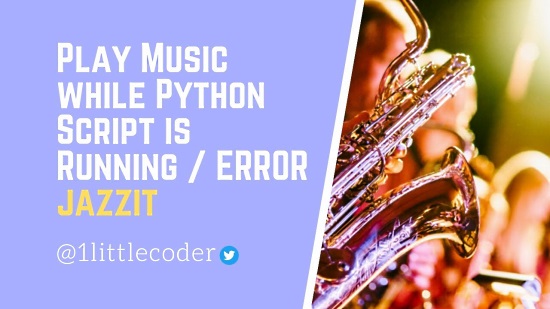 Play Music
while Python
Script is
Running / ERROR
JAZZIT
@1littlecoder